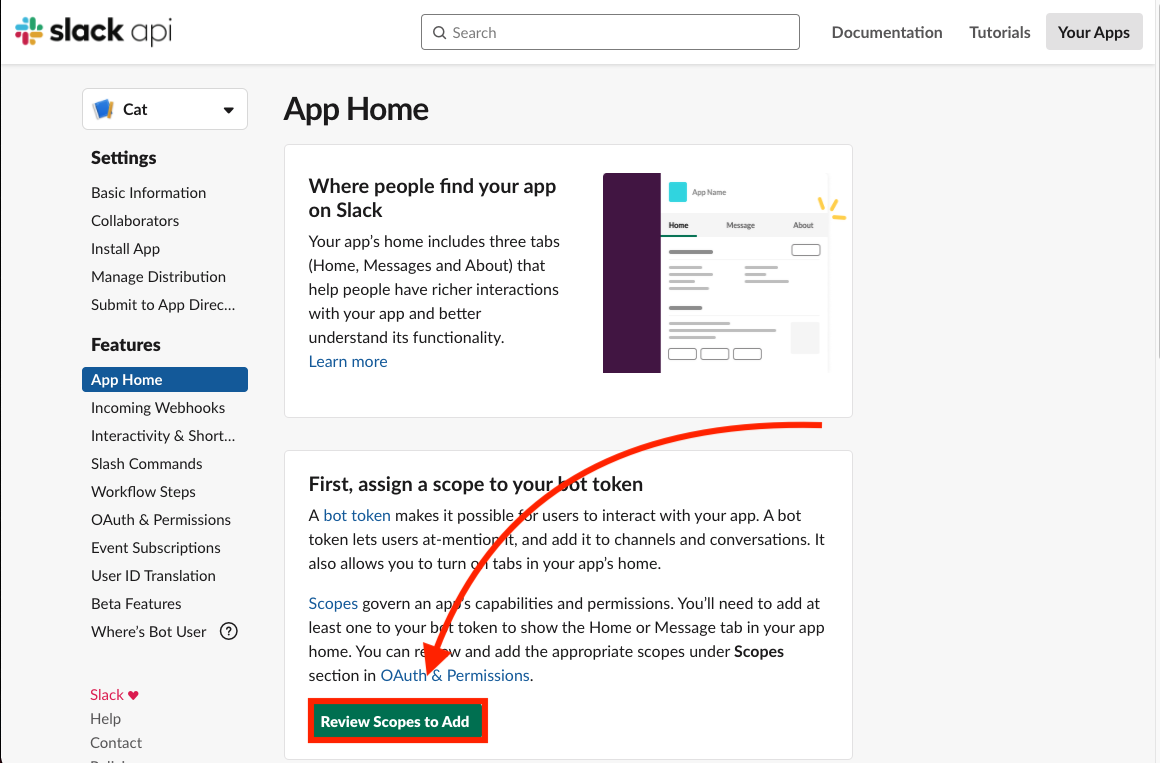 slack api
Search
Documentation
Tutorials
Your Apps
Cat
Settings
Basic Information
Collaborators
Install App
Manage Distribution
Submit to App Direc...
Features
App Home
Incoming Webhooks
Interactivity & Short...
Slash Commands
Workflow Steps
OAuth & Permissions
Event Subscriptions
User ID Translation
Beta Features
Where's Bot User ?
Slack ♥
Help
Contact
App Home
Where people find your app
on Slack
Your app's home includes three tabs
(Home, Messages and About) that
help people have richer interactions
with your app and better
understand its functionality.
Learn more
App Name
Home
Message
About
First, assign a scope to your bot token
A bot token makes it possible for users to interact with your app. A bot
token lets users at-mention it, and add it to channels and conversations. It
also allows you to turn on tabs in your app's home.
Scopes govern an app's capabilities and permissions. You'll need to add at
least one to your bot token to show the Home or Message tab in your app
home. You can review and add the appropriate scopes under Scopes
section in OAuth & Permissions.
Review Scopes to Add